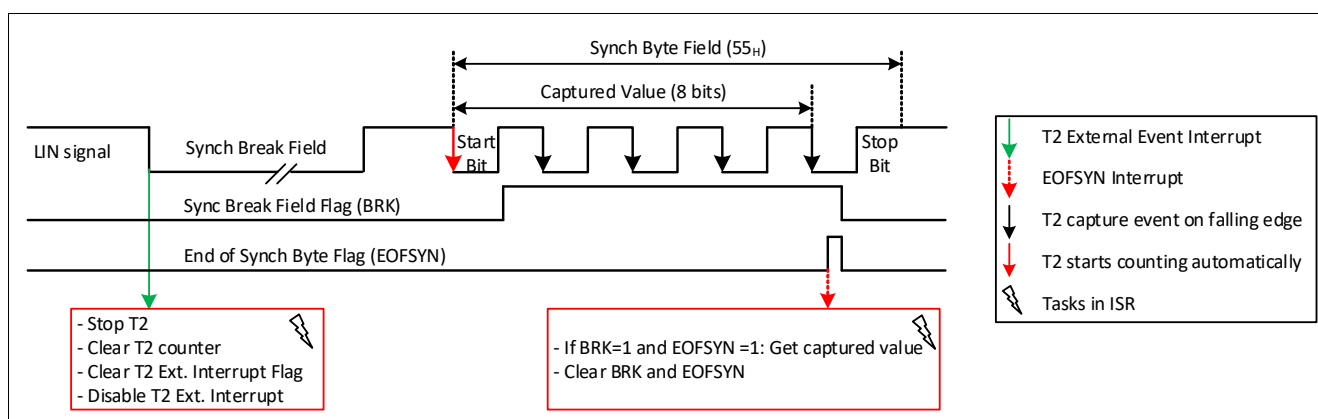 Synch Byte Field (55H)
Captured Value (8 bits)
LIN signal
Synch Break Field
Start
Bit
Stop
Bit
Sync Break Field Flag (BRK)
End of Synch Byte Flag (EOFSYN)
- Stop T2
- Clear T2 counter
- Clear T2 Ext. Interrupt Flag
- Disable T2 Ext. Interrupt
- If BRK=1 and EOFSYN =1: Get captured value
- Clear BRK and EOFSYN
T2 External Event Interrupt
EOFSYN Interrupt
T2 capture event on falling edge
T2 starts counting automatically
Tasks in ISR